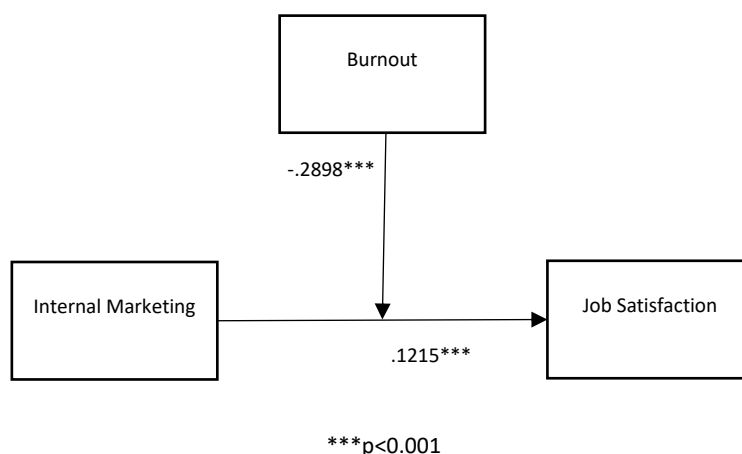 Burnout
-.2898***
Internal Marketing
Job Satisfaction
.1215***
***p<0.001